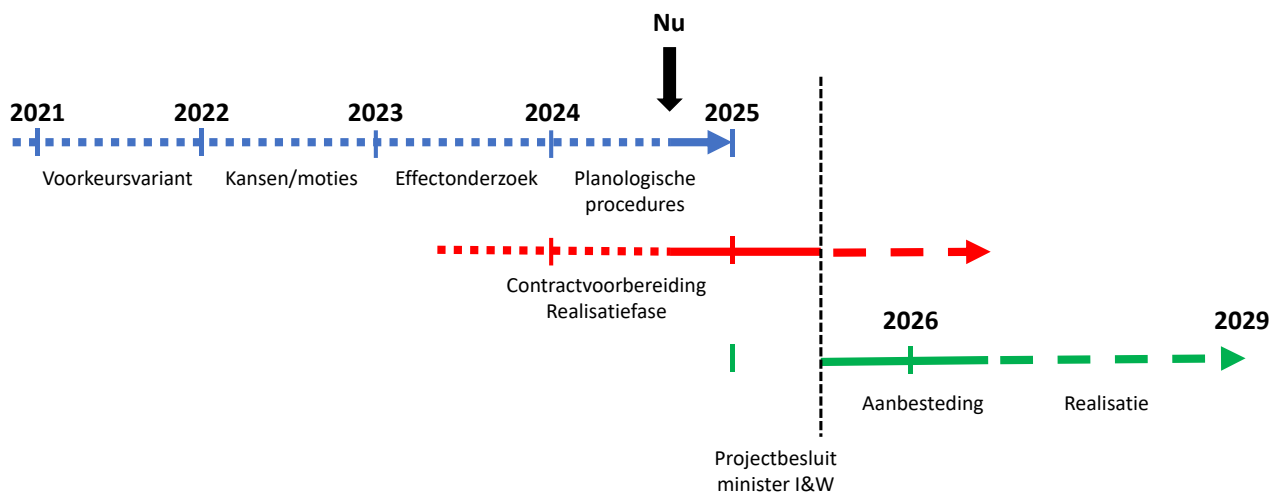 Nu
2021 2022 2023 2024 2025
Voorkeursvariant Kansen/moties Effectonderzoek Planologische
procedures
Contractvoorbereiding
Realisatiefase
2026 2029
Aanbesteding Realisatie
Projectbesluit
minister I&W